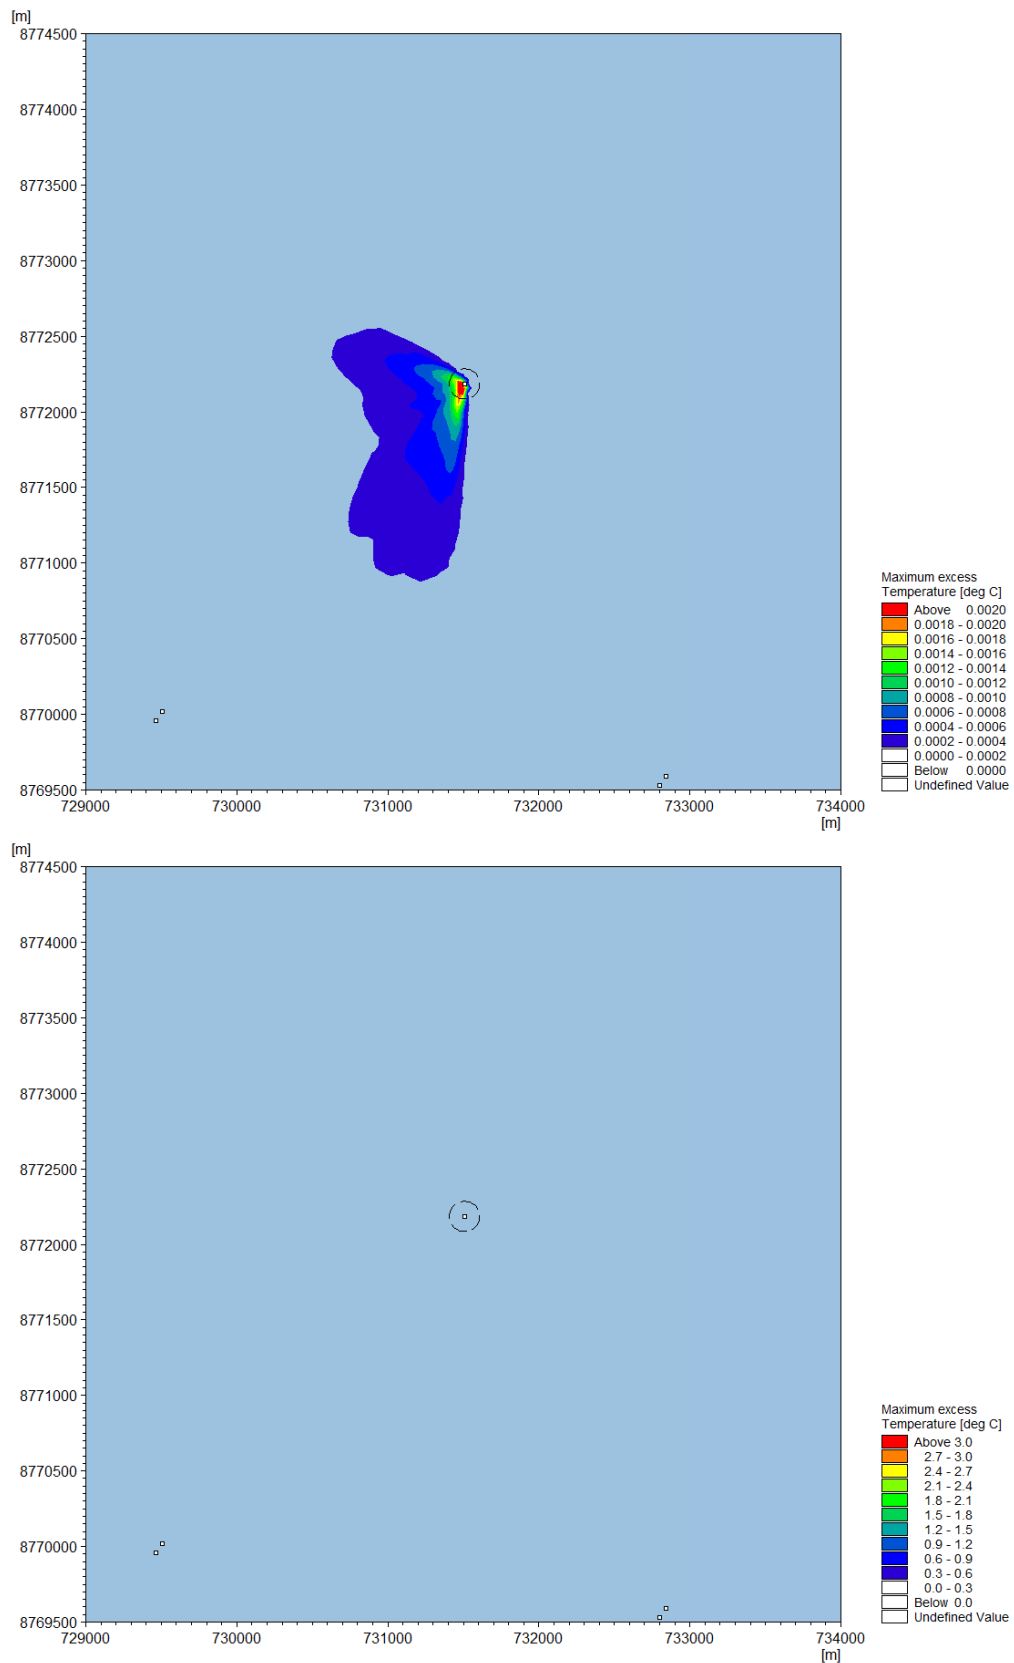 [m]
8774500
8774000
8773500
8773000
8772500
8772000
8771500
8771000
8770500
8770000
8769500
729000 730000 731000 732000 733000 734000
[m]
Maximum excess
Temperature [deg C]
Above 0.0020
0.0018 - 0.0020
0.0016 - 0.0018
0.0014 - 0.0016
0.0012 - 0.0014
0.0010 - 0.0012
0.0008 - 0.0010
0.0006 - 0.0008
0.0004 - 0.0006
0.0002 - 0.0004
0.0000 - 0.0002
Below 0.0000
Undefined Value
[m]
8774500
8774000
8773500
8773000
8772500
8772000
8771500
8771000
8770500
8770000
8769500
729000 730000 731000 732000 733000 734000
[m]
Maximum excess
Temperature [deg C]
Above 3.0
2.7 - 3.0
2.4 - 2.7
2.1 - 2.4
1.8 - 2.1
1.5 - 1.8
1.2 - 1.5
0.9 - 1.2
0.6 - 0.9
0.3 - 0.6
0.0 - 0.3
Below 0.0
Undefined Value